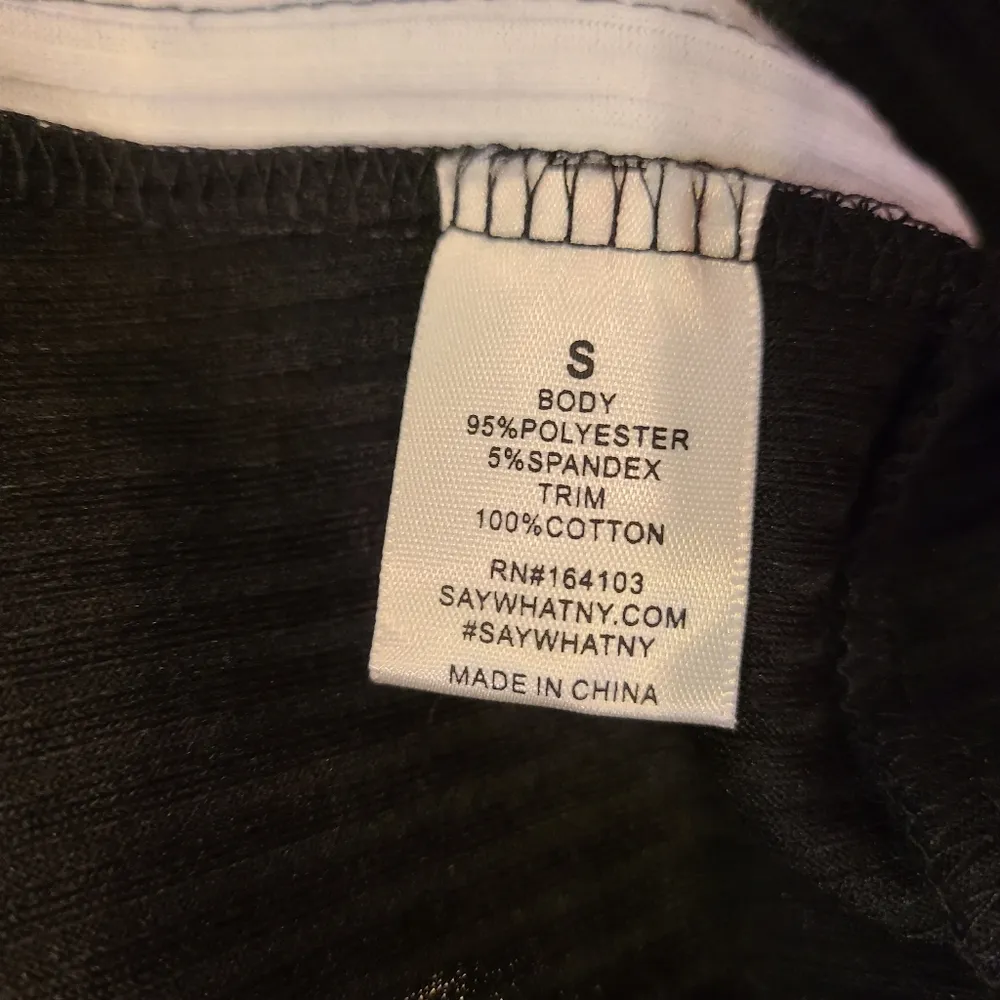 S
BODY
95%POLYESTER
5%SPANDEX
TRIM
100%COTTON
RN#164103
SAYWHATNY.COM
#SAYWHATNY
MADE IN CHINA